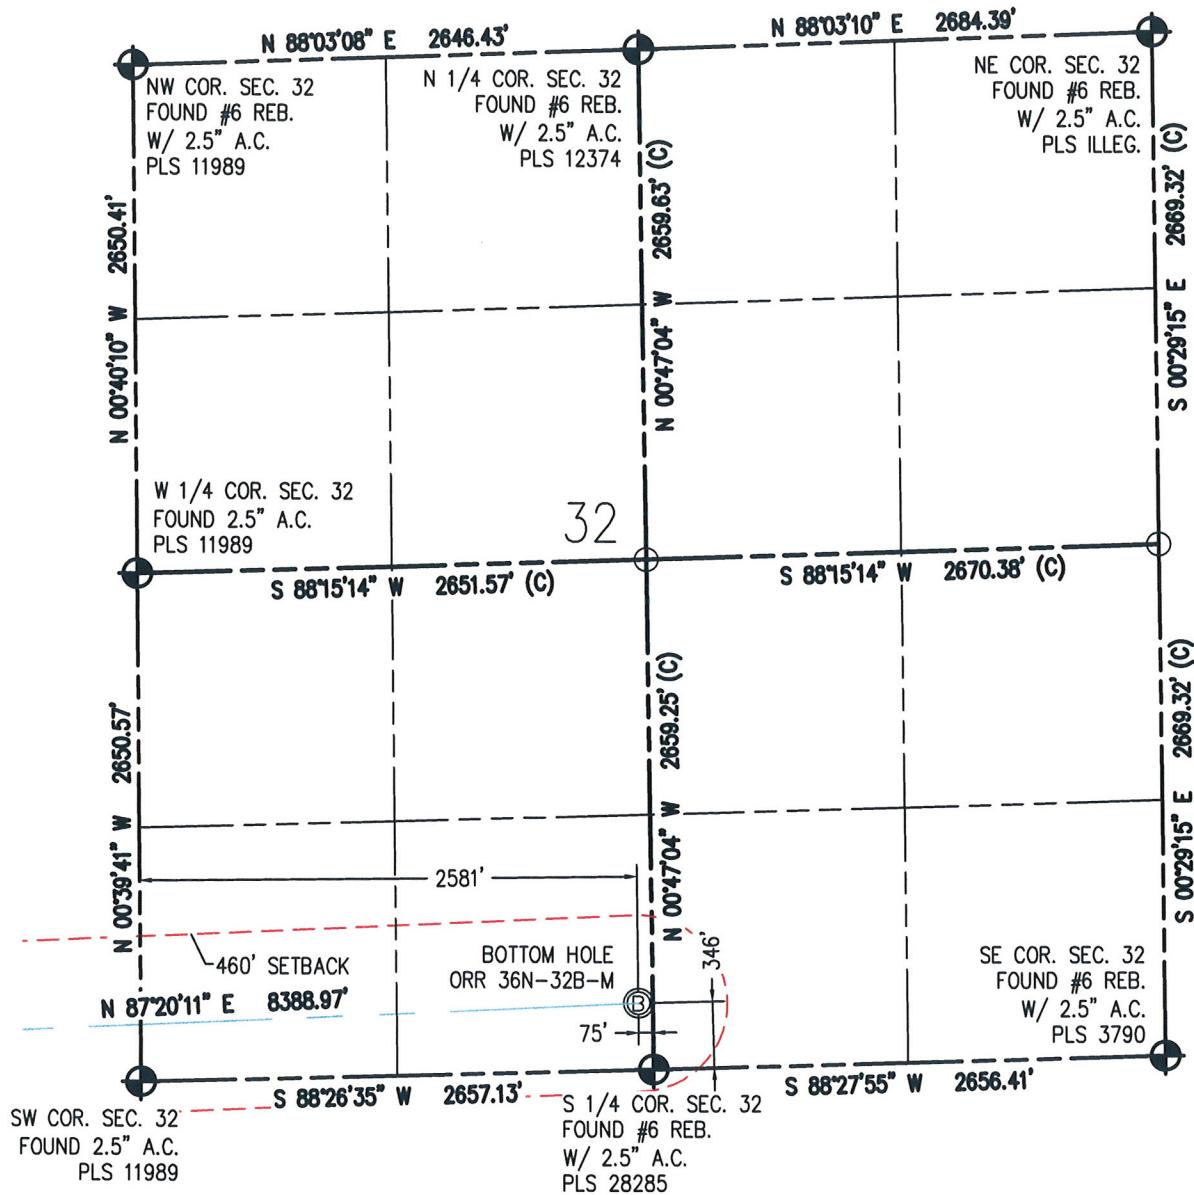 N 88°03'08" E 2646.43'
N 88°03'10" E 2684.39'
NW COR. SEC. 32
FOUND #6 REB.
W/ 2.5" A.C.
PLS 11989
N 1/4 COR. SEC. 32
FOUND #6 REB.
W/ 2.5" A.C.
PLS 12374
NE COR. SEC. 32
FOUND #6 REB.
W/ 2.5" A.C.
PLS ILLEG.
N 00°40'10" W 2650.41'
N 00°47'04" W 2659.63' (C)
S 00°29'15" E 2669.32' (C)
W 1/4 COR. SEC. 32
FOUND 2.5" A.C.
PLS 11989
32
S 88°15'14" W 2651.57' (C)
S 88°15'14" W 2670.38' (C)
N 00°39'41" W 2650.57'
N 00°47'04" W 2659.25' (C)
S 00°29'15" E 2669.32' (C)
2581'
460' SETBACK
BOTTOM HOLE
ORR 36N-32B-M
B
346'
75'
N 87°20'11" E 8388.97'
SE COR. SEC. 32
FOUND #6 REB.
W/ 2.5" A.C.
PLS 3790
S 88°26'35" W 2657.13'
S 88°27'55" W 2656.41'
SW COR. SEC. 32
FOUND 2.5" A.C.
PLS 11989
S 1/4 COR. SEC. 32
FOUND #6 REB.
W/ 2.5" A.C.
PLS 28285